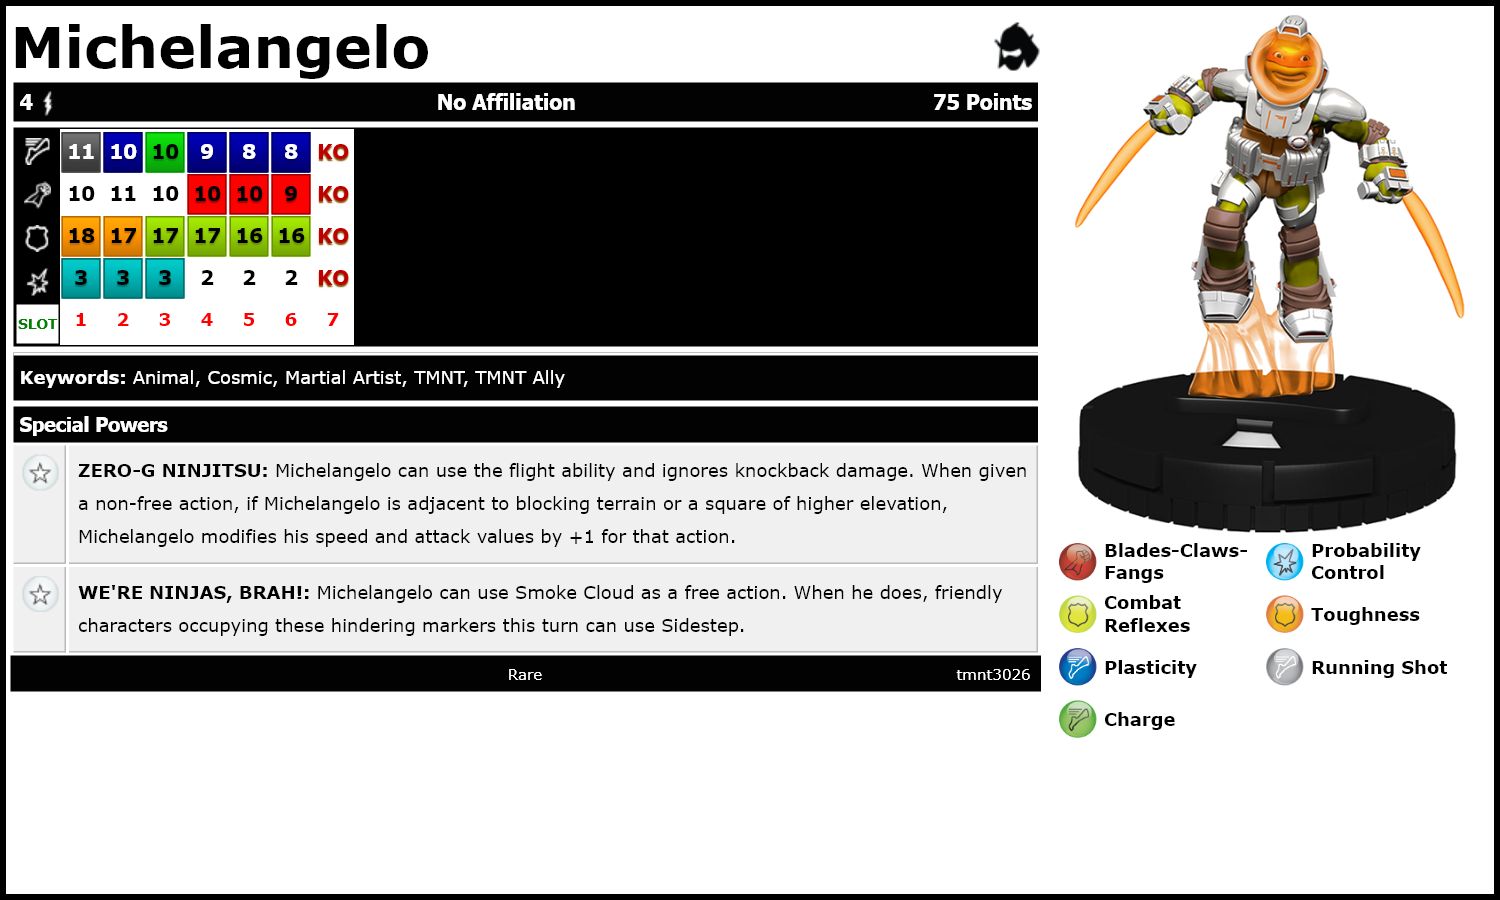 Michelangelo
4 No Affiliation 75 Points
11 10 10 9 8 8 KO
10 11 10 10 10 9 KO
18 17 17 17 16 16 KO
3 3 3 2 2 2 KO
SLOT 1 2 3 4 5 6 7
Keywords: Animal, Cosmic, Martial Artist, TMNT, TMNT Ally
Special Powers
ZERO-G NINJITSU: Michelangelo can use the flight ability and ignores knockback damage. When given
a non-free action, if Michelangelo is adjacent to blocking terrain or a square of higher elevation,
Michelangelo modifies his speed and attack values by +1 for that action.
WE'RE NINJAS, BRAH!: Michelangelo can use Smoke Cloud as a free action. When he does, friendly
characters occupying these hindering markers this turn can use Sidestep.
Rare tmnt3026
Blades-Claws-
Fangs
Probability
Control
Combat
Reflexes
Toughness
Plasticity
Running Shot
Charge